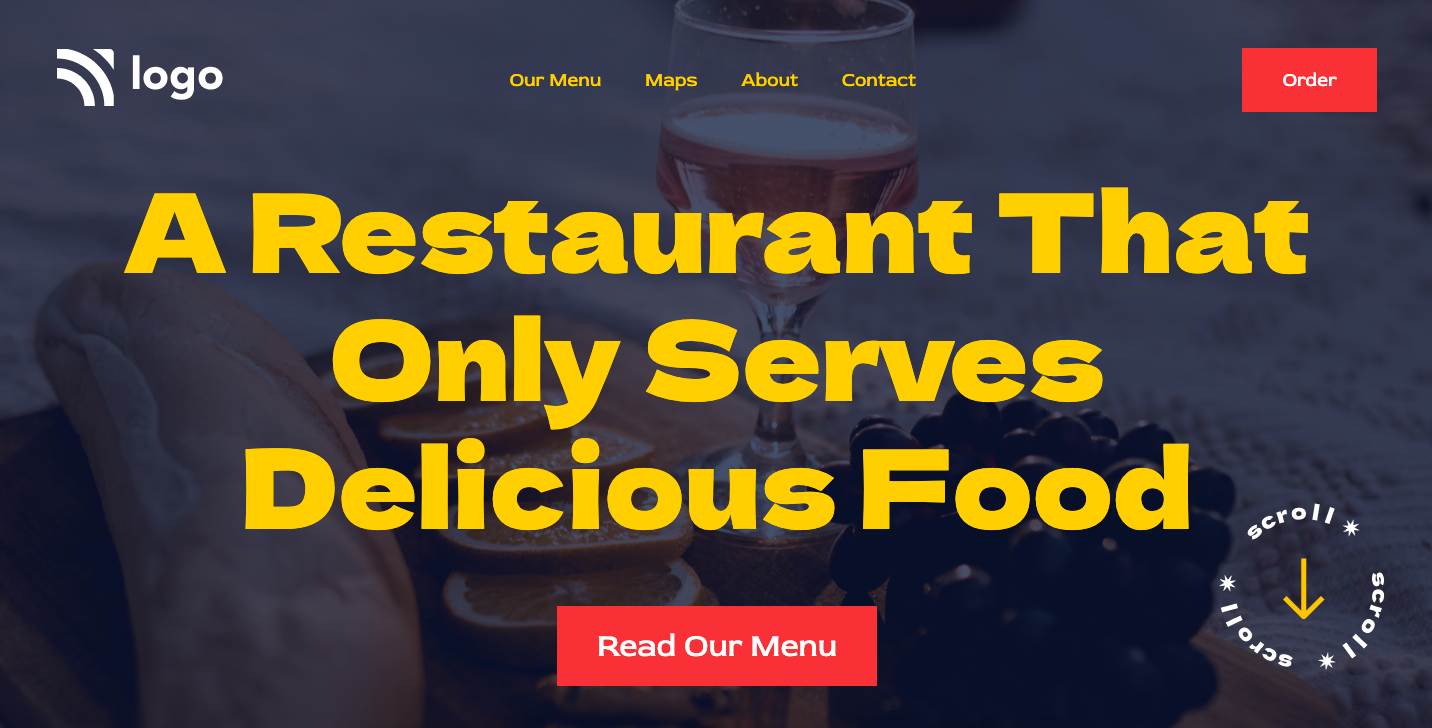 logo
Our Menu
Maps
About
Contact
Order
A Restaurant That
Only Serves
Delicious Food
Read Our Menu
scroll
scroll
scroll